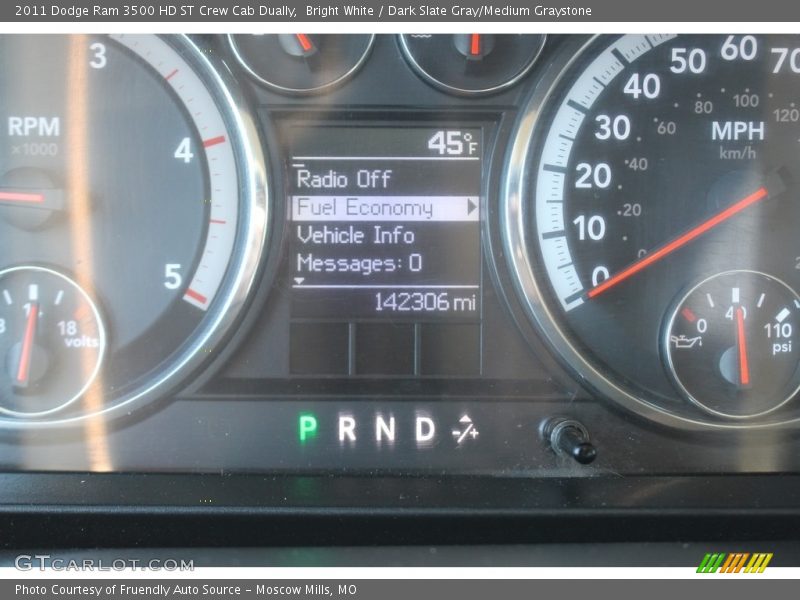 2011 Dodge Ram 3500 HD ST Crew Cab Dually, Bright White / Dark Slate Gray/Medium Graystone
3
4
5
RPM
x1000
18
volts
45°F
Radio Off
Fuel Economy
Vehicle Info
Messages: 0
142306 mi
P R N D -/+
0
10
20
30
40
50
60
70
20
40
60
80
100
120
MPH
km/h
0
40
110
psi
GTCARLOT.COM
Photo Courtesy of Fruendly Auto Source – Moscow Mills, MO